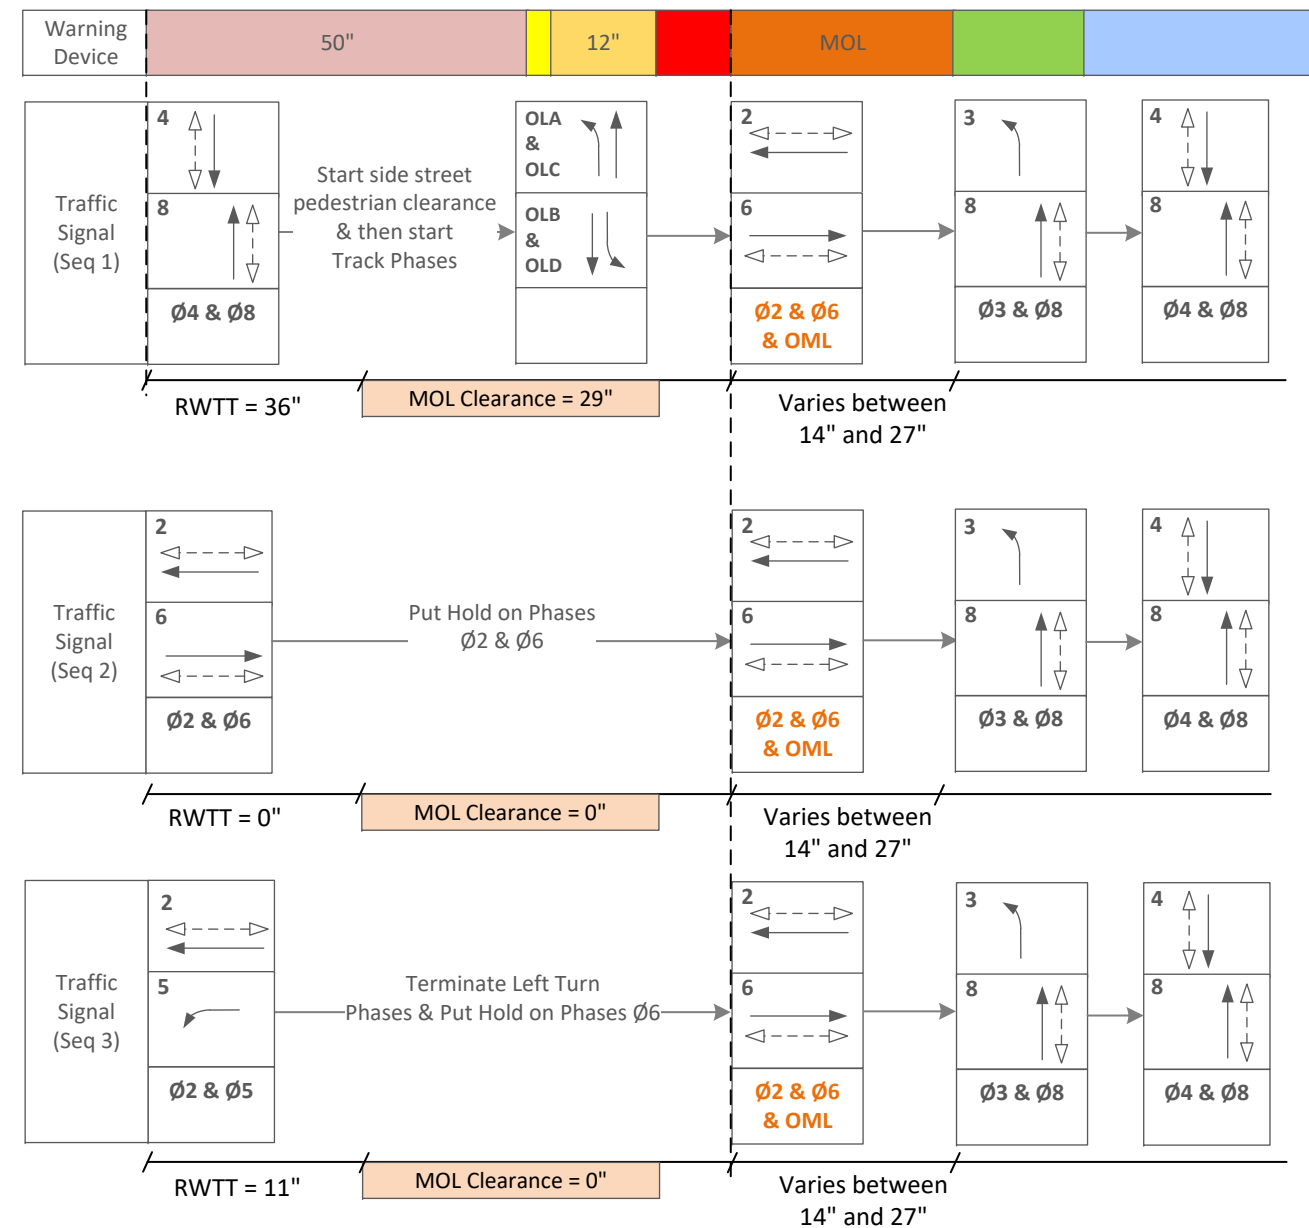 Warning
Device
50"
12"
MOL
Traffic
Signal
(Seq 1)
4
8
Ø4 & Ø8
Start side street
pedestrian clearance
& then start
Track Phases
OLA
&
OLC
OLB
&
OLD
2
6
Ø2 & Ø6
& OML
3
8
Ø3 & Ø8
4
8
Ø4 & Ø8
RWTT = 36"
MOL Clearance = 29"
Varies between
14" and 27"
Traffic
Signal
(Seq 2)
2
6
Ø2 & Ø6
Put Hold on Phases
Ø2 & Ø6
2
6
Ø2 & Ø6
& OML
3
8
Ø3 & Ø8
4
8
Ø4 & Ø8
RWTT = 0"
MOL Clearance = 0"
Varies between
14" and 27"
Traffic
Signal
(Seq 3)
2
5
Ø2 & Ø5
Terminate Left Turn
Phases & Put Hold on Phases Ø6
2
6
Ø2 & Ø6
& OML
3
8
Ø3 & Ø8
4
8
Ø4 & Ø8
RWTT = 11"
MOL Clearance = 0"
Varies between
14" and 27"